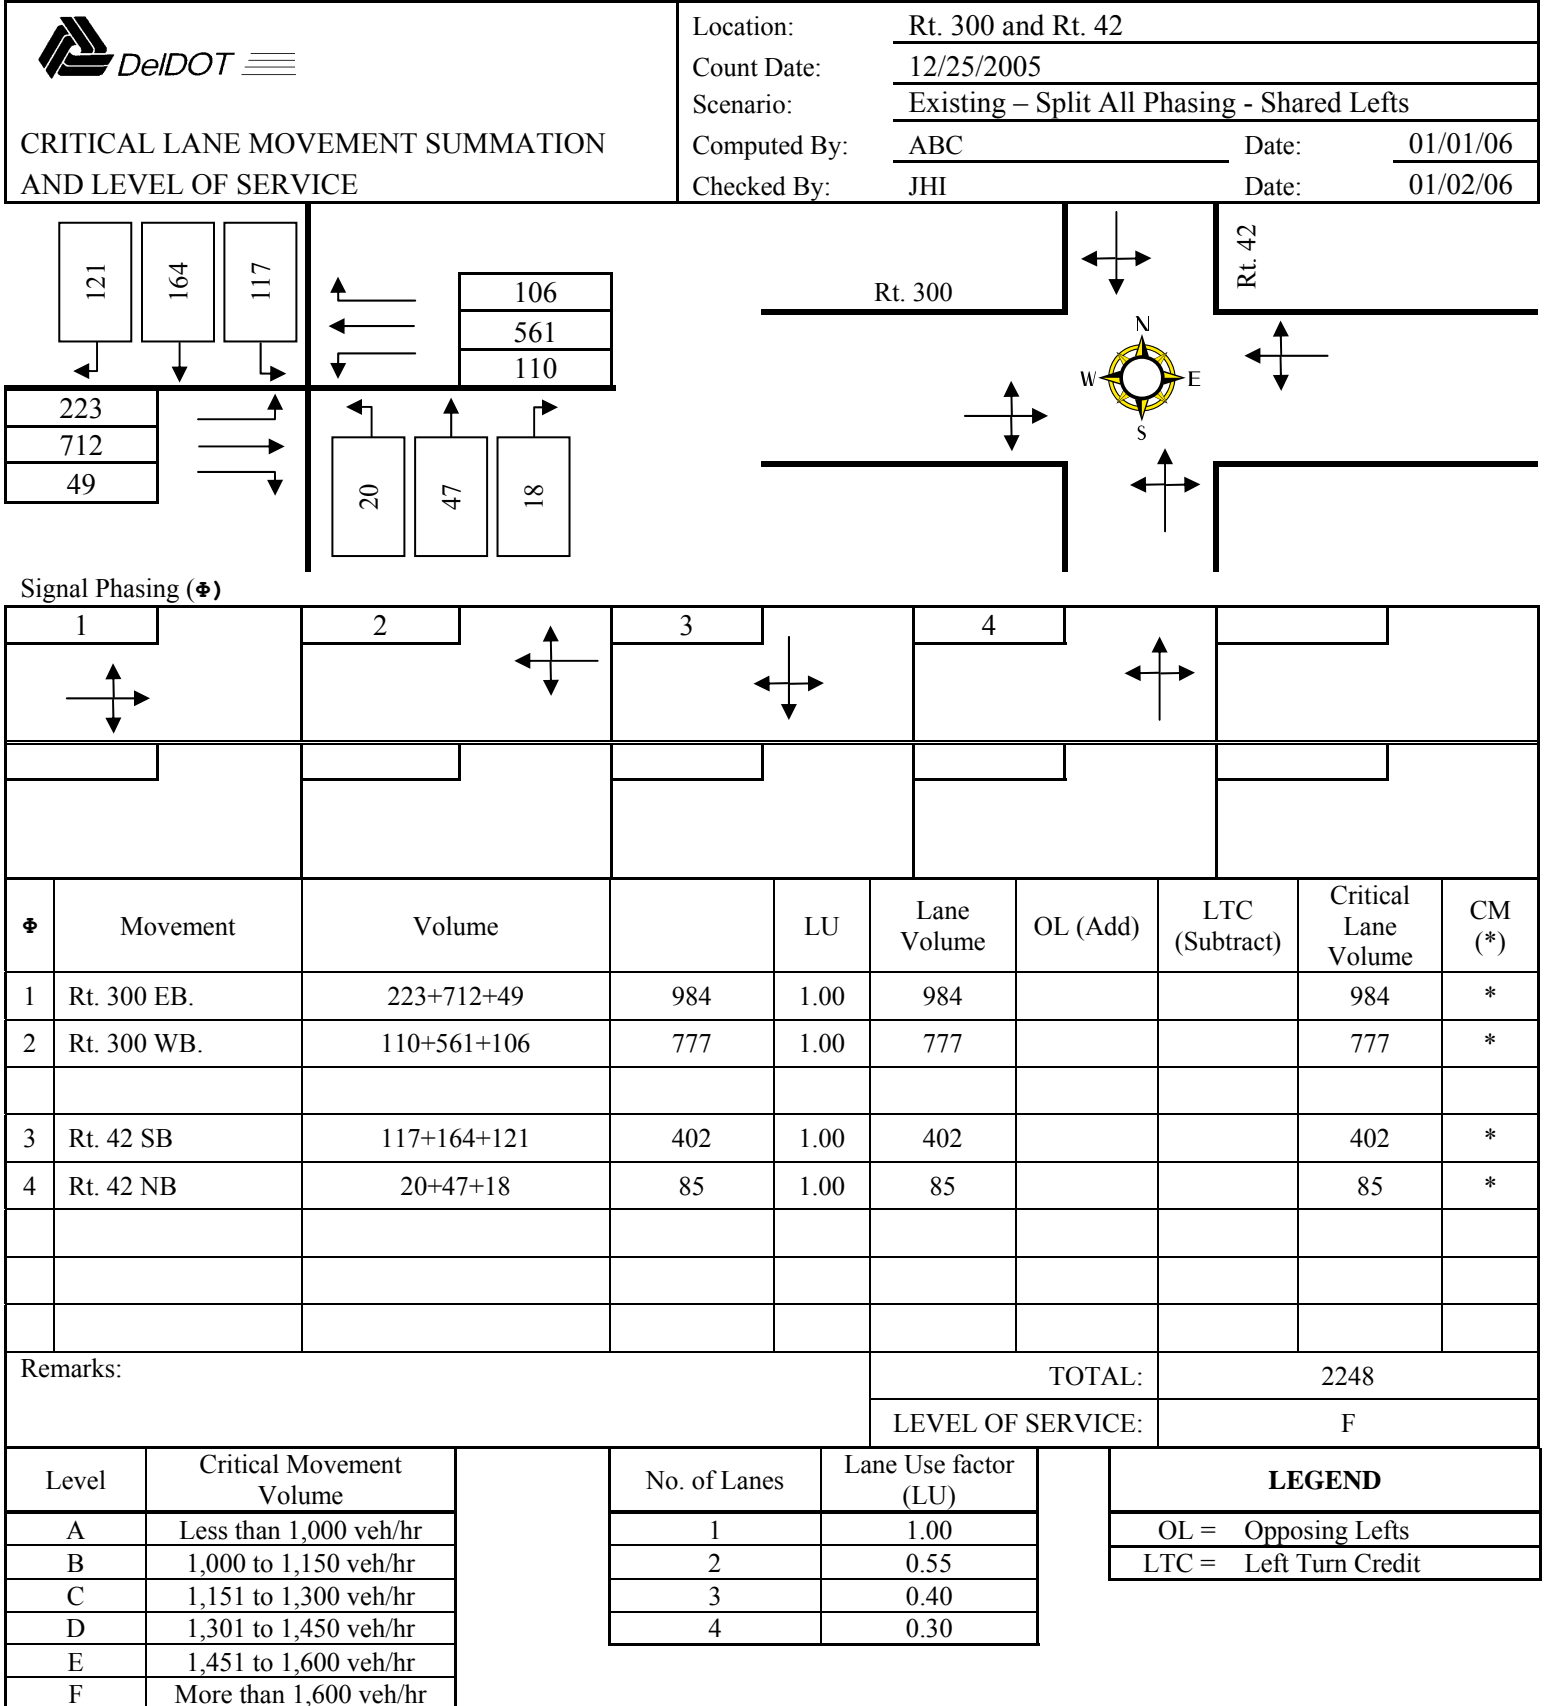 DelDOT
CRITICAL LANE MOVEMENT SUMMATION
AND LEVEL OF SERVICE
Location: Rt. 300 and Rt. 42
Count Date: 12/25/2005
Scenario: Existing – Split All Phasing - Shared Lefts
Computed By: ABC Date: 01/01/06
Checked By: JHI Date: 01/02/06
121 164 117
106
561
110
223
712
49
20 47 18
Rt. 300
Rt. 42
N
W E
S
Signal Phasing (Φ)
1 2 3 4
Φ Movement Volume LU Lane Volume OL (Add) LTC (Subtract) Critical Lane Volume CM (*)
1 Rt. 300 EB. 223+712+49 984 1.00 984 984 *
2 Rt. 300 WB. 110+561+106 777 1.00 777 777 *
3 Rt. 42 SB 117+164+121 402 1.00 402 402 *
4 Rt. 42 NB 20+47+18 85 1.00 85 85 *
Remarks:
TOTAL: 2248
LEVEL OF SERVICE: F
Level Critical Movement Volume
A Less than 1,000 veh/hr
B 1,000 to 1,150 veh/hr
C 1,151 to 1,300 veh/hr
D 1,301 to 1,450 veh/hr
E 1,451 to 1,600 veh/hr
F More than 1,600 veh/hr
No. of Lanes Lane Use factor (LU)
1 1.00
2 0.55
3 0.40
4 0.30
LEGEND
OL = Opposing Lefts
LTC = Left Turn Credit